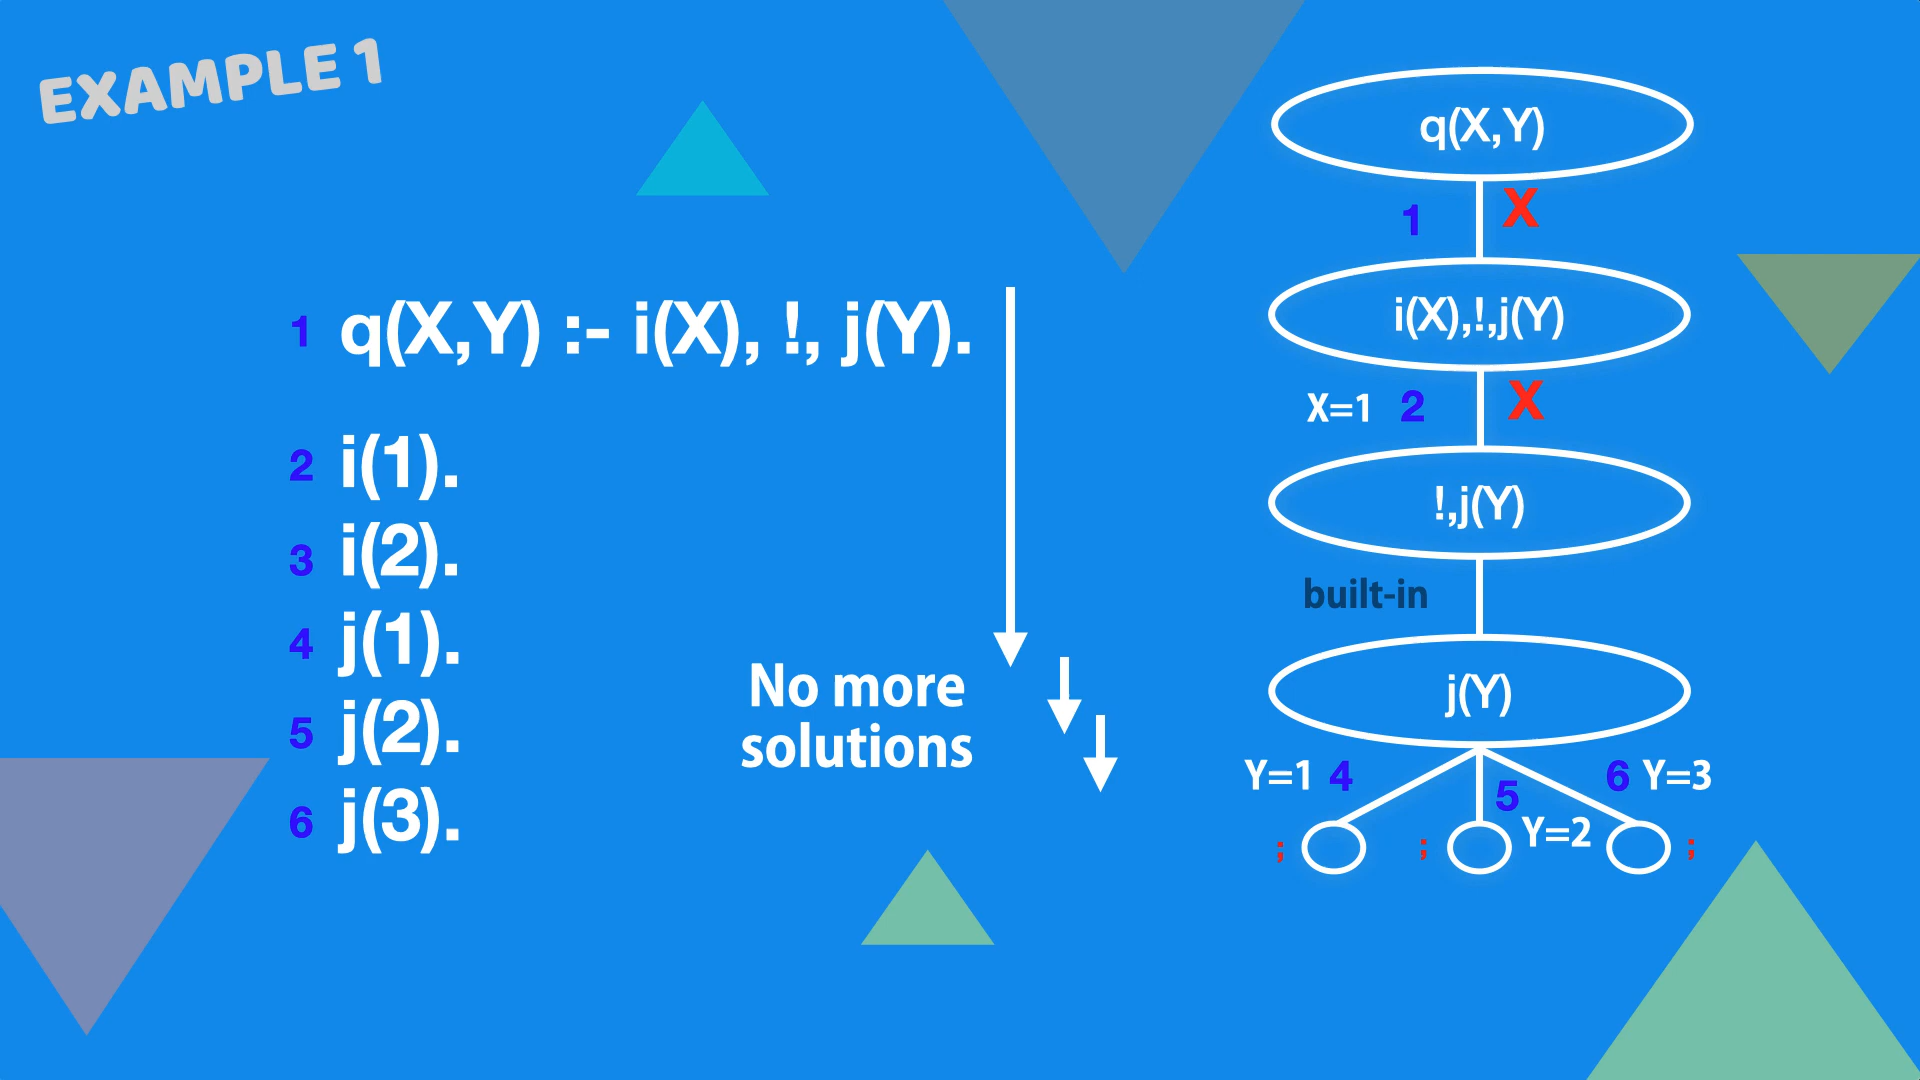 EXAMPLE 1
1 q(X,Y) :- i(X), !, j(Y).
2 i(1).
3 i(2).
4 j(1).
5 j(2).
6 j(3).
No more
solutions
q(X,Y)
1 X
i(X),!,j(Y)
X=1 2 X
!,j(Y)
built-in
j(Y)
Y=1 4
5
Y=2
6 Y=3
; ; ;